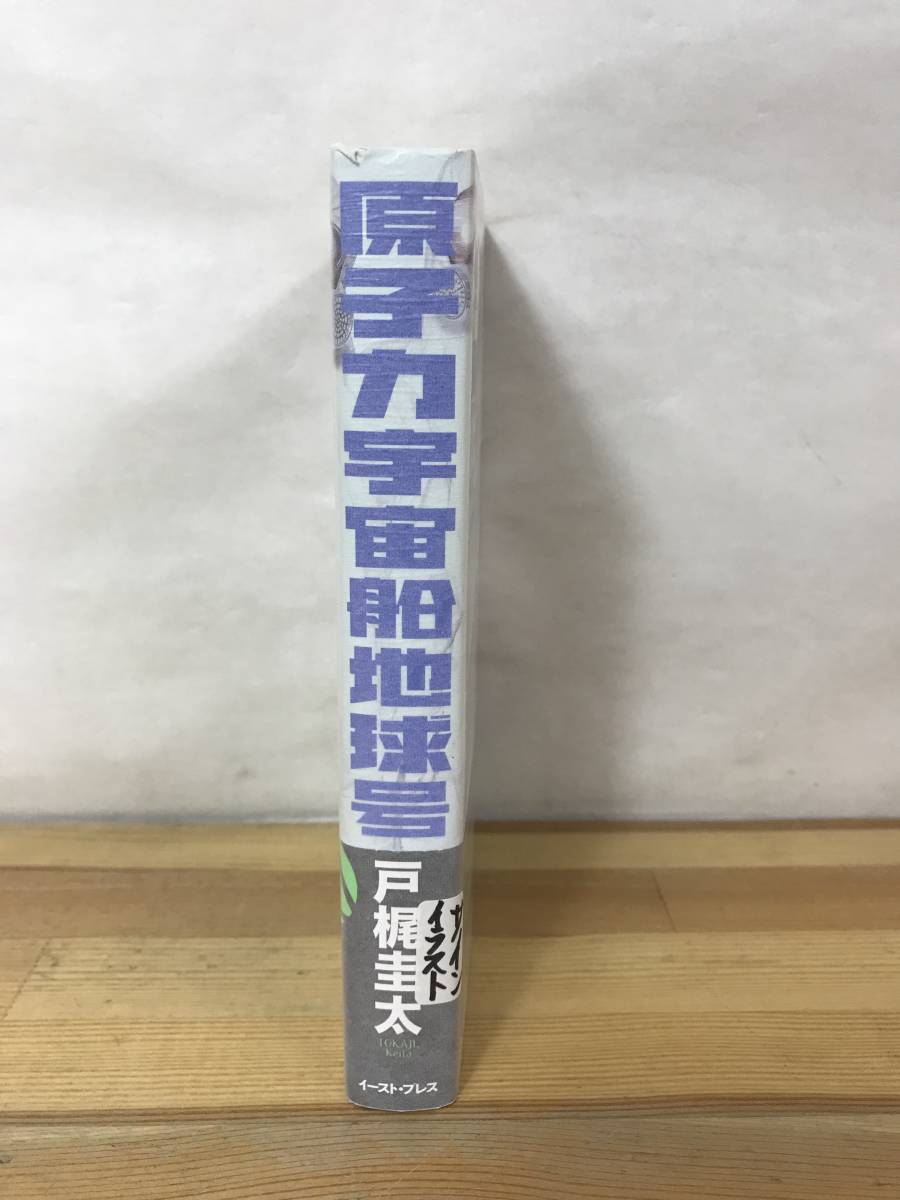 原子力宇宙船地球号
戸梶圭太
サイン
イラスト
TOKAJI,
Keita
イースト・プレス